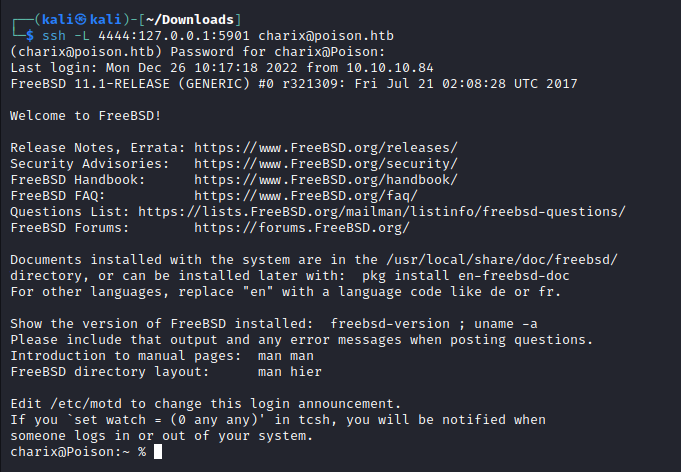 ┌──(kali㉿kali)-[~/Downloads]
└─$ ssh -L 4444:127.0.0.1:5901 charix@poison.htb
(charix@poison.htb) Password for charix@Poison:
Last login: Mon Dec 26 10:17:18 2022 from 10.10.10.84
FreeBSD 11.1-RELEASE (GENERIC) #0 r321309: Fri Jul 21 02:08:28 UTC 2017

Welcome to FreeBSD!

Release Notes, Errata: https://www.FreeBSD.org/releases/
Security Advisories:   https://www.FreeBSD.org/security/
FreeBSD Handbook:      https://www.FreeBSD.org/handbook/
FreeBSD FAQ:           https://www.FreeBSD.org/faq/
Questions List: https://lists.FreeBSD.org/mailman/listinfo/freebsd-questions/
FreeBSD Forums:        https://forums.FreeBSD.org/

Documents installed with the system are in the /usr/local/share/doc/freebsd/
directory, or can be installed later with:  pkg install en-freebsd-doc
For other languages, replace "en" with a language code like de or fr.

Show the version of FreeBSD installed:  freebsd-version ; uname -a
Please include that output and any error messages when posting questions.
Introduction to manual pages:  man man
FreeBSD directory layout:      man hier

Edit /etc/motd to change this login announcement.
If you `set watch = (0 any any)' in tcsh, you will be notified when
someone logs in or out of your system.
charix@Poison:~ %